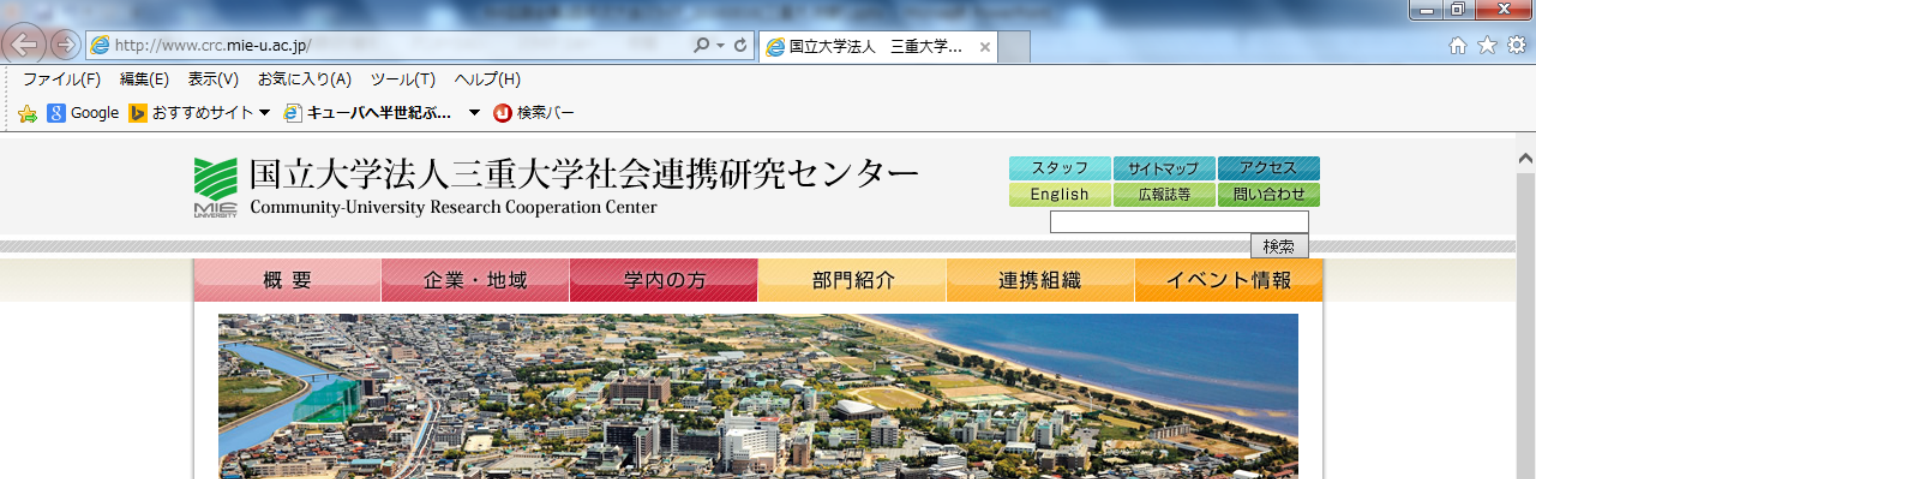 http://www.crc.mie-u.ac.jp/
国立大学法人　三重大学...
ファイル(F) 編集(E) 表示(V) お気に入り(A) ツール(T) ヘルプ(H)
Google おすすめサイト キューバへ半世紀ぶ... 検索バー
国立大学法人三重大学社会連携研究センター
MIE
UNIVERSITY
Community-University Research Cooperation Center
スタッフ サイトマップ アクセス
English 広報誌等 問い合わせ
検索
概 要 企業・地域 学内の方 部門紹介 連携組織 イベント情報